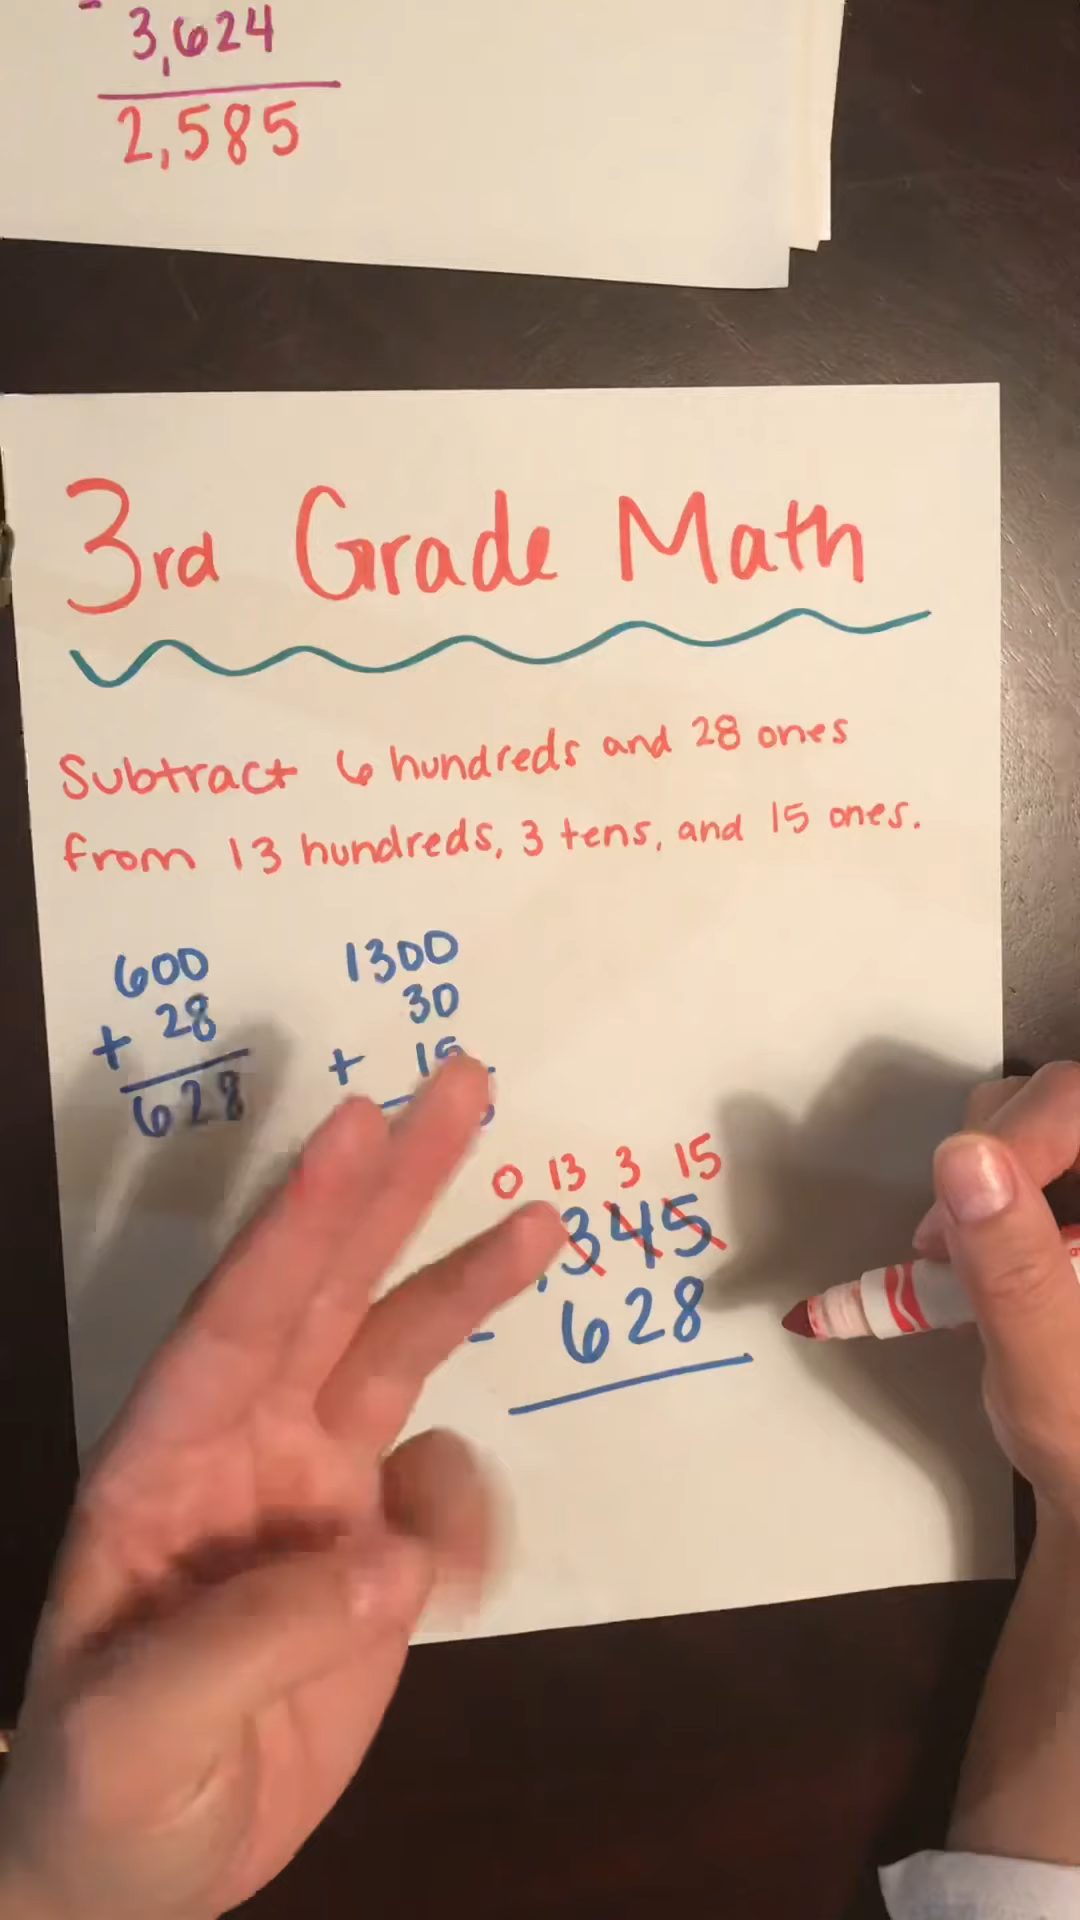 - 3,624
2,585
3rd Grade Math
Subtract 6 hundreds and 28 ones
from 13 hundreds, 3 tens, and 15 ones.
600
+ 28
628
1300
30
+ 15
0 13 3 15
,345
- 628